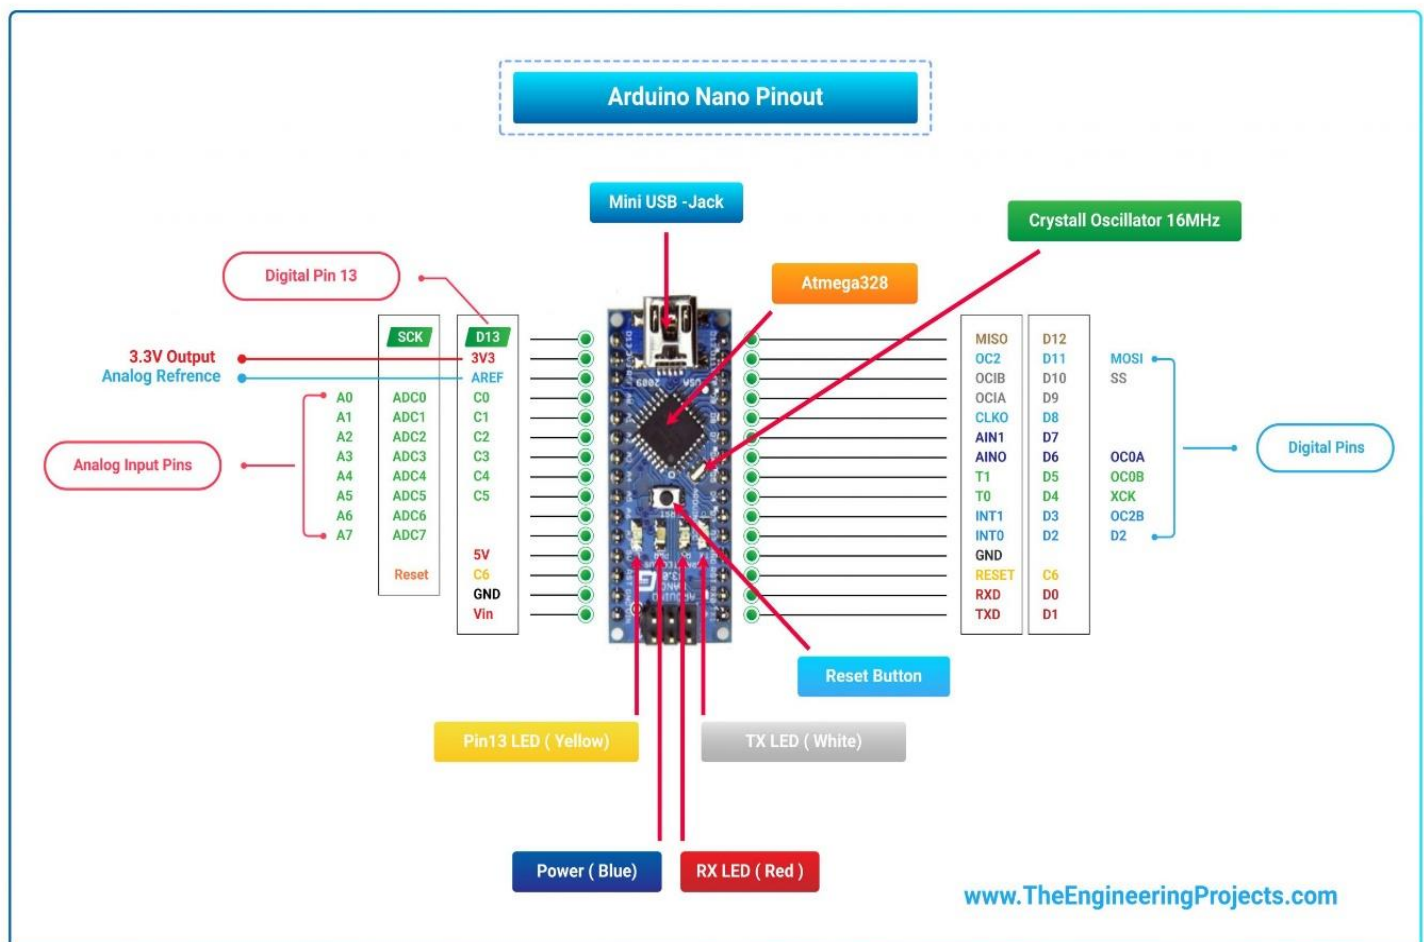 Arduino Nano Pinout
Mini USB -Jack
Crystall Oscillator 16MHz
Digital Pin 13
Atmega328
SCK D13
3.3V Output 3V3
Analog Refrence AREF
A0 ADC0 C0
A1 ADC1 C1
A2 ADC2 C2
A3 ADC3 C3
A4 ADC4 C4
A5 ADC5 C5
A6 ADC6
A7 ADC7
5V
Reset C6
GND
Vin
Analog Input Pins
2009 USA
MISO D12
OC2 D11 MOSI
OCIB D10 SS
OCIA D9
CLKO D8
AIN1 D7
AINO D6 OC0A
T1 D5 OC0B
T0 D4 XCK
INT1 D3 OC2B
INT0 D2 D2
GND
RESET C6
RXD D0
TXD D1
Digital Pins
Reset Button
Pin13 LED ( Yellow)
TX LED ( White)
Power ( Blue)
RX LED ( Red )
www.TheEngineeringProjects.com